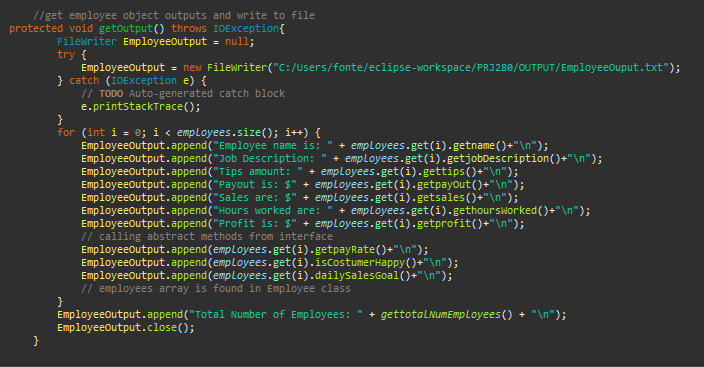 //get employee object outputs and write to file
protected void getOutput() throws IOException{
FileWriter EmployeeOutput = null;
try {
EmployeeOutput = new FileWriter("C:/Users/fonte/eclipse-workspace/PRJ280/OUTPUT/EmployeeOuput.txt");
} catch (IOException e) {
// TODO Auto-generated catch block
e.printStackTrace();
}
for (int i = 0; i < employees.size(); i++) {
EmployeeOutput.append("Employee name is: " + employees.get(i).getname()+"\n");
EmployeeOutput.append("Job Description: " + employees.get(i).getjobDescription()+"\n");
EmployeeOutput.append("Tips amount: " + employees.get(i).gettips()+"\n");
EmployeeOutput.append("Payout is: $" + employees.get(i).getpayOut()+"\n");
EmployeeOutput.append("Sales are: $" + employees.get(i).getsales()+"\n");
EmployeeOutput.append("Hours worked are: " + employees.get(i).gethoursWorked()+"\n");
EmployeeOutput.append("Profit is: $" + employees.get(i).getprofit()+"\n");
// calling abstract methods from interface
EmployeeOutput.append(employees.get(i).getpayRate()+"\n");
EmployeeOutput.append(employees.get(i).isCostumerHappy()+"\n");
EmployeeOutput.append(employees.get(i).dailySalesGoal()+"\n");
// employees array is found in Employee class
}
EmployeeOutput.append("Total Number of Employees: " + gettotalNumEmployees() + "\n");
EmployeeOutput.close();
}